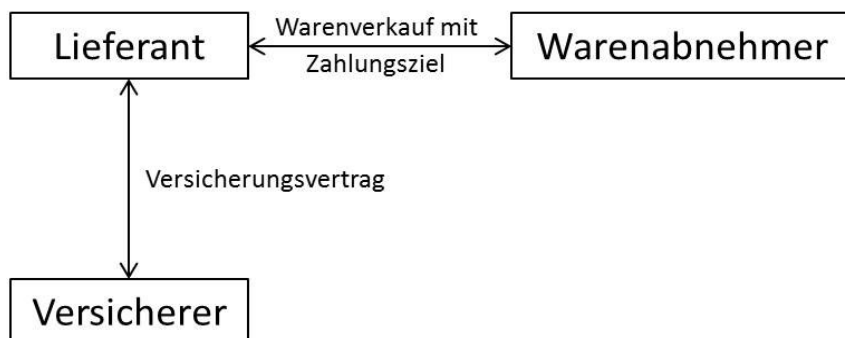 Lieferant
Warenverkauf mit
Zahlungsziel
Warenabnehmer
Versicherungsvertrag
Versicherer